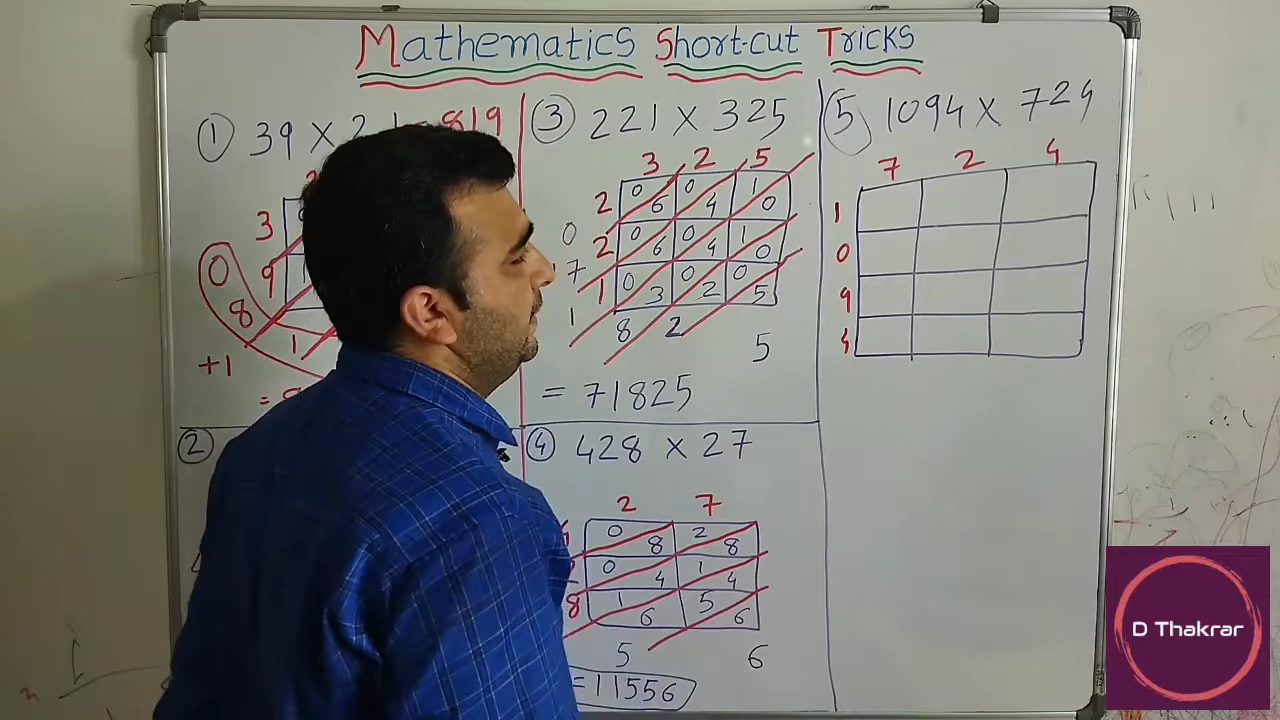 Mathematics Short-cut Tricks
① 39 X 21 = 819
3
9
0
8
+1
1
②
③ 221 X 325
3 2 5
2 0 6 0 4 1 0
0
2 0 6 0 4 1 0
7
1 0 3 0 2 0 5
1 8 2 5
= 71825
④ 428 X 27
2 7
0 8 2 8
0 4 1 4
8 1 6 5 6
5 6
= 11556
⑤ 1094 X 724
7 2 4
1
0
9
4
D Thakrar